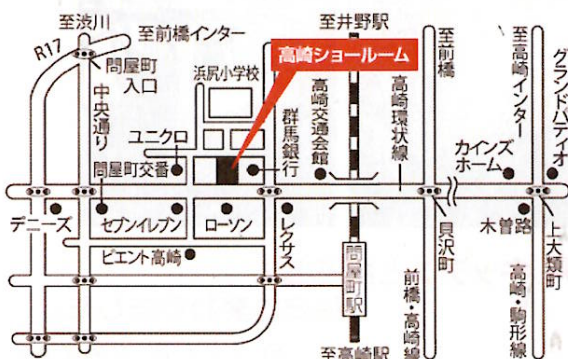 至渋川
R17
至前橋インター
問屋町
入口
中央通り
浜尻小学校
高崎ショールーム
至井野駅
至前橋
至高崎インター
グランドパティオ
ユニクロ
群馬銀行
高崎交通会館
高崎環状線
カインズ
ホーム
問屋町交番
デニーズ
セブンイレブン
ローソン
レクサス
貝沢町
木曽路
上大類町
ビエント高崎
問屋町駅
前橋・高崎線
高崎・駒形線
至高崎駅